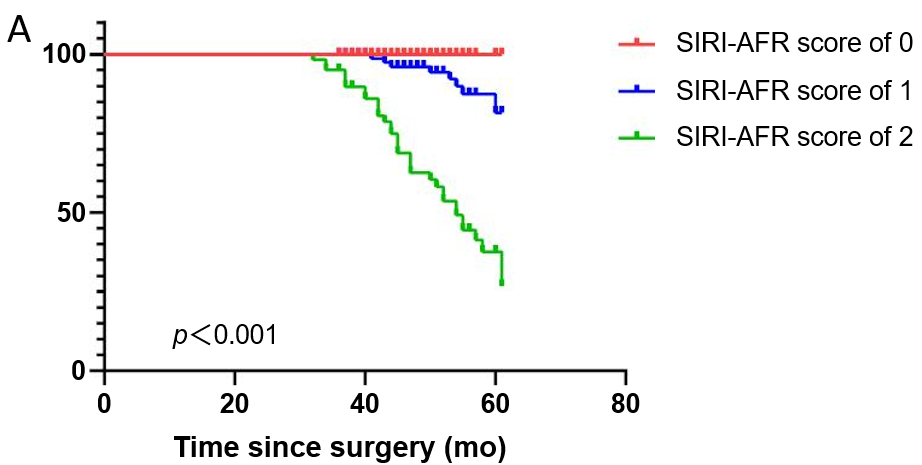 A
100
50
0
0 20 40 60 80
Time since surgery (mo)
p<0.001
SIRI-AFR score of 0
SIRI-AFR score of 1
SIRI-AFR score of 2